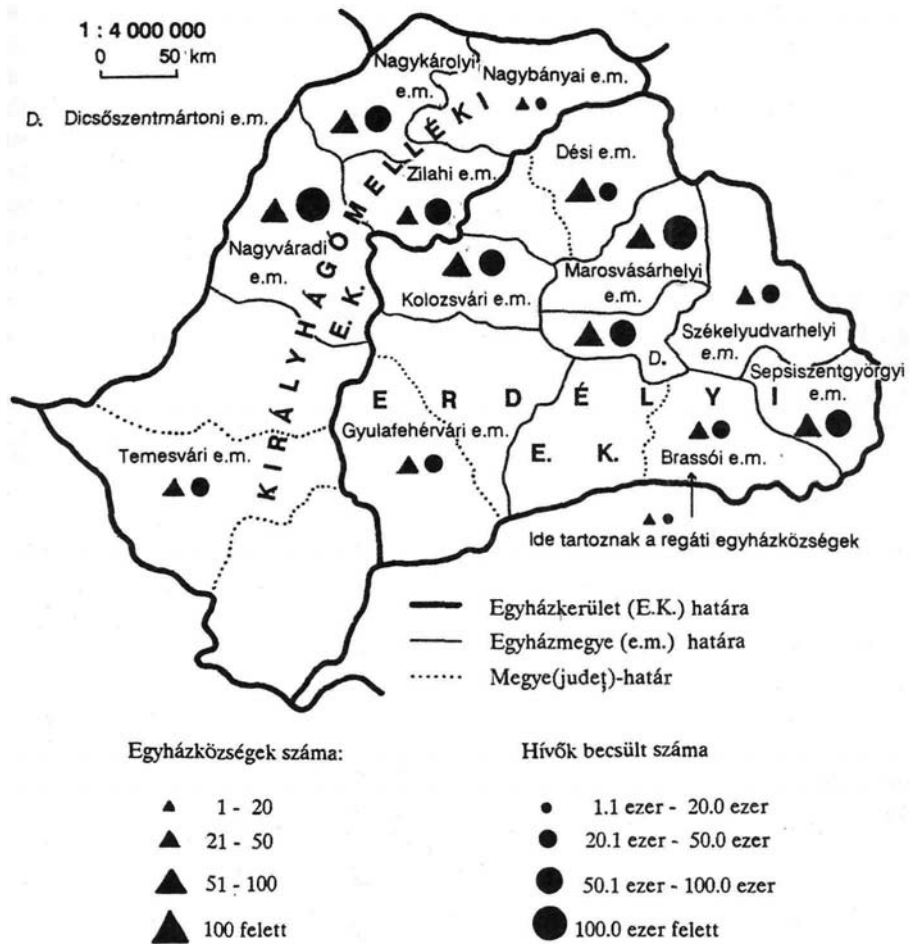 1 : 4 000 000
0 50 km
D. Dicsőszentmártoni e.m.
Nagykárolyi
e.m.
Nagybányai e.m.
Dési e.m.
Zilahi e.m.
Nagyváradi
e.m.
Marosvásárhelyi
e.m.
Kolozsvári e.m.
D.
Székelyudvarhelyi
e.m.
Sepsiszentgyörgyi
e.m.
KIRÁLYHÁGÓMELLÉKI
E.K.
ERDÉLYI
E. K.
Gyulafehérvári e.m.
Temesvári e.m.
Brassói e.m.
Ide tartoznak a regáti egyházközségek
Egyházkerület (E.K.) határa
Egyházmegye (e.m.) határa
Megye(județ)-határ
Egyházközségek száma:
1 - 20
21 - 50
51 - 100
100 felett
Hívők becsült száma
1.1 ezer - 20.0 ezer
20.1 ezer - 50.0 ezer
50.1 ezer - 100.0 ezer
100.0 ezer felett